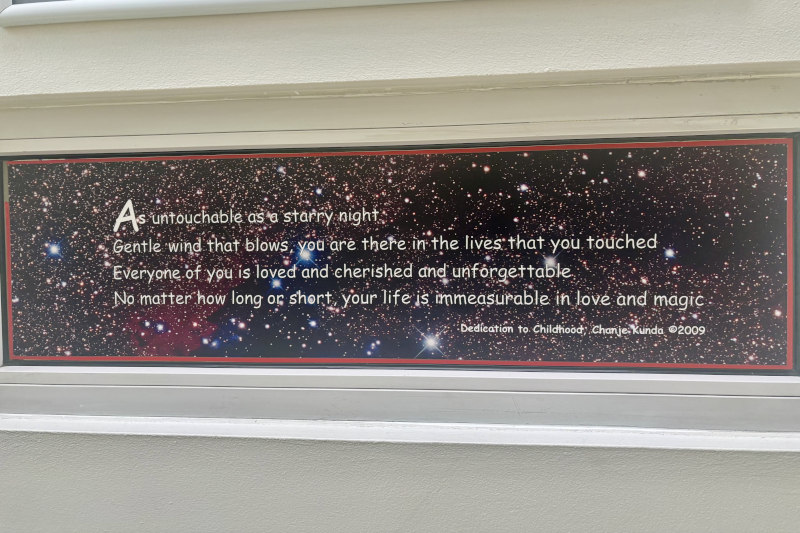 As untouchable as a starry night
Gentle wind that blows, you are there in the lives that you touched
Everyone of you is loved and cherished and unforgettable
No matter how long or short, your life is immeasurable in love and magic
Dedication to Childhood, Chanje Kunda ©2009